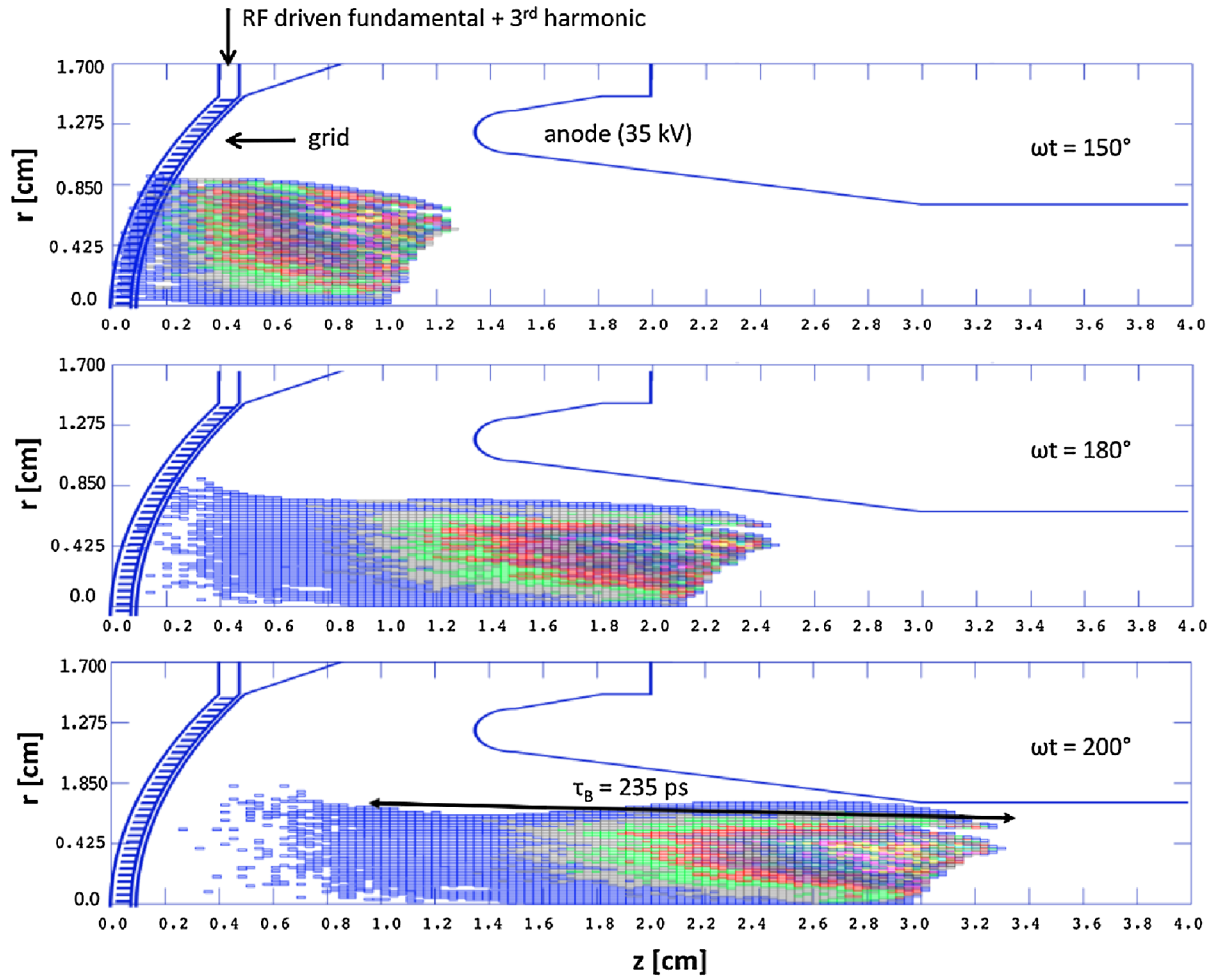 RF driven fundamental + 3rd harmonic
1.700
1.275
0.850
0.425
0.0
r [cm]
grid
anode (35 kV)
ωt = 150°
0.0 0.2 0.4 0.6 0.8 1.0 1.2 1.4 1.6 1.8 2.0 2.2 2.4 2.6 2.8 3.0 3.2 3.4 3.6 3.8 4.0
1.700
1.275
0.850
0.425
0.0
r [cm]
ωt = 180°
0.0 0.2 0.4 0.6 0.8 1.0 1.2 1.4 1.6 1.8 2.0 2.2 2.4 2.6 2.8 3.0 3.2 3.4 3.6 3.8 4.0
1.700
1.275
1.850
0.425
0.0
r [cm]
ωt = 200°
τB = 235 ps
0.0 0.2 0.4 0.6 0.8 1.0 1.2 1.4 1.6 1.8 2.0 2.2 2.4 2.6 2.8 3.0 3.2 3.4 3.6 3.8 4.0
z [cm]